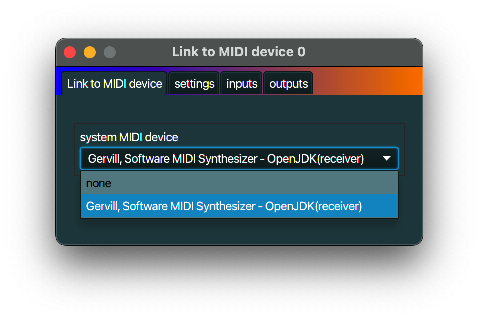 Link to MIDI device 0
Link to MIDI device settings inputs outputs
system MIDI device
Gervill, Software MIDI Synthesizer - OpenJDK(receiver)
none
Gervill, Software MIDI Synthesizer - OpenJDK(receiver)